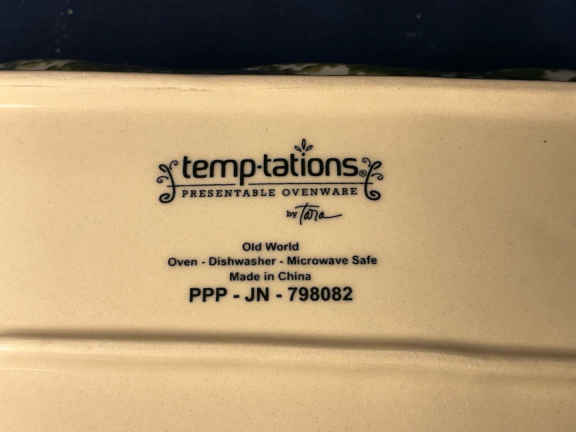 temp·tations®
PRESENTABLE OVENWARE
by Tara
Old World
Oven - Dishwasher - Microwave Safe
Made in China
PPP - JN - 798082